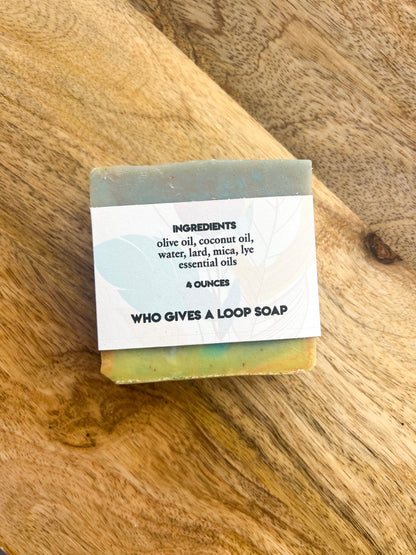 INGREDIENTS
olive oil, coconut oil,
water, lard, mica, lye
essential oils
4 OUNCES
WHO GIVES A LOOP SOAP